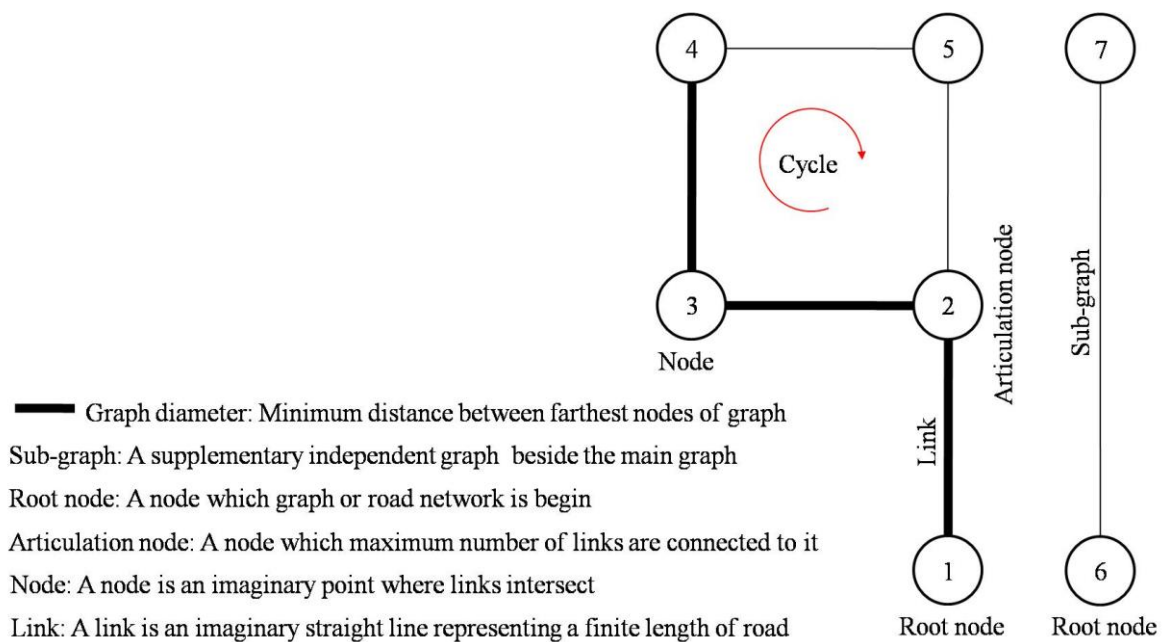 4
5
7
Cycle
3
2
Node
Articulation node
Sub-graph
Link
Graph diameter: Minimum distance between farthest nodes of graph
Sub-graph: A supplementary independent graph beside the main graph
Root node: A node which graph or road network is begin
Articulation node: A node which maximum number of links are connected to it
Node: A node is an imaginary point where links intersect
Link: A link is an imaginary straight line representing a finite length of road
1
6
Root node
Root node